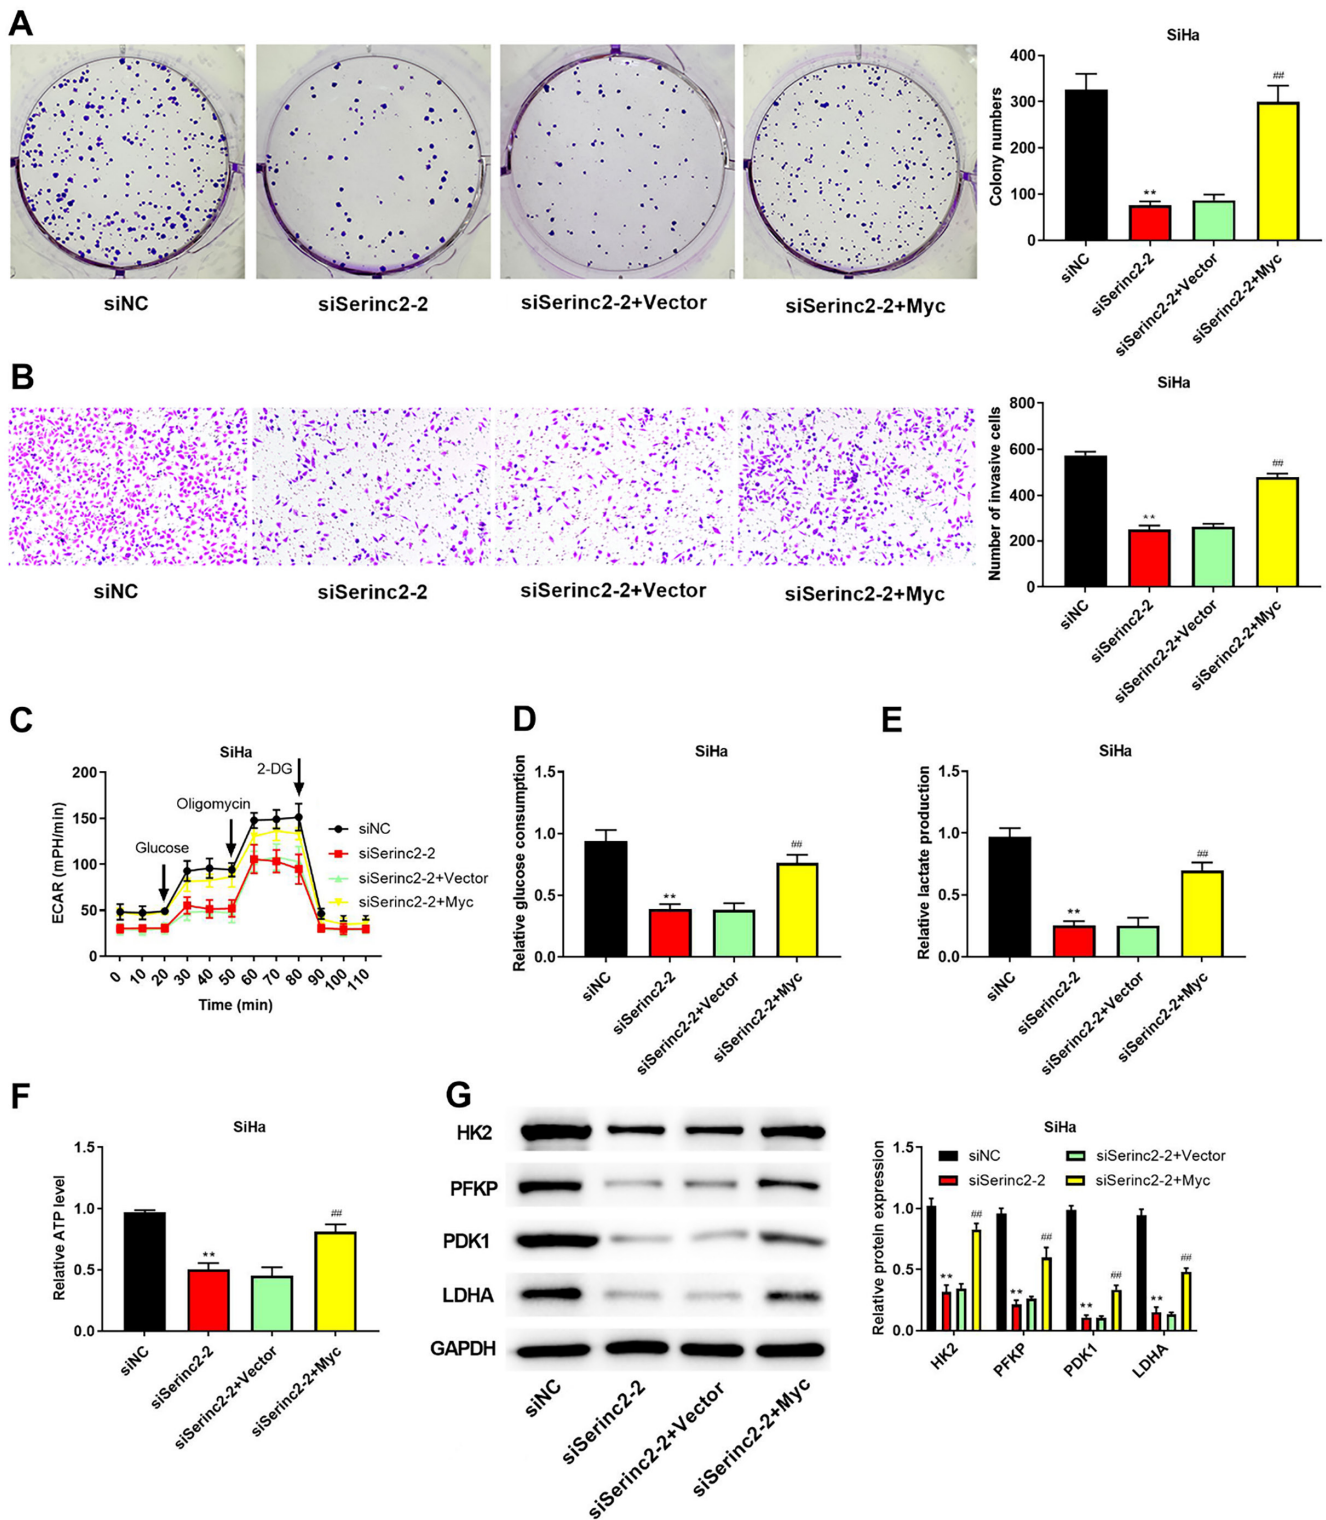 A
siNC
siSerinc2-2
siSerinc2-2+Vector
siSerinc2-2+Myc
SiHa
Colony numbers
400
300
200
100
0
siNC
siSerinc2-2
siSerinc2-2+Vector
siSerinc2-2+Myc
**
##
B
siNC
siSerinc2-2
siSerinc2-2+Vector
siSerinc2-2+Myc
SiHa
Number of invasive cells
800
600
400
200
0
siNC
siSerinc2-2
siSerinc2-2+Vector
siSerinc2-2+Myc
**
##
C
SiHa
ECAR (mPH/min)
200
150
100
50
0
Glucose
Oligomycin
2-DG
siNC
siSerinc2-2
siSerinc2-2+Vector
siSerinc2-2+Myc
0 10 20 30 40 50 60 70 80 90 100 110
Time (min)
D
SiHa
Relative glucose consumption
1.5
1.0
0.5
0.0
siNC
siSerinc2-2
siSerinc2-2+Vector
siSerinc2-2+Myc
**
##
E
SiHa
Relative lactate production
1.5
1.0
0.5
0.0
siNC
siSerinc2-2
siSerinc2-2+Vector
siSerinc2-2+Myc
**
##
F
SiHa
Relative ATP level
1.5
1.0
0.5
0.0
siNC
siSerinc2-2
siSerinc2-2+Vector
siSerinc2-2+Myc
**
##
G
HK2
PFKP
PDK1
LDHA
GAPDH
siNC
siSerinc2-2
siSerinc2-2+Vector
siSerinc2-2+Myc
SiHa
Relative protein expression
1.5
1.0
0.5
0.0
siNC
siSerinc2-2
siSerinc2-2+Vector
siSerinc2-2+Myc
** ## ** ## ** ## ** ##
HK2
PFKP
PDK1
LDHA